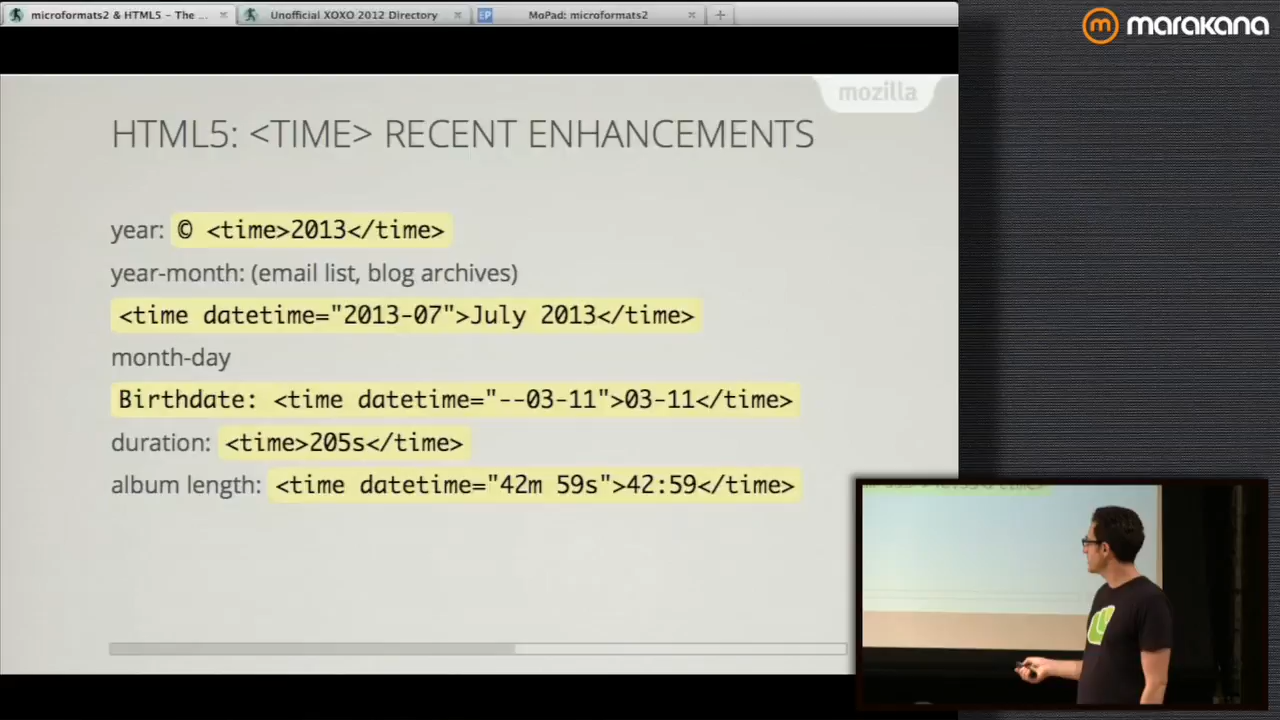 microformats2 & HTML5 - The ...
Unofficial XOXO 2012 Directory
EP
MoPad: microformats2
marakana
mozilla
HTML5: <TIME> RECENT ENHANCEMENTS
year: © <time>2013</time>
year-month: (email list, blog archives)
<time datetime="2013-07">July 2013</time>
month-day
Birthdate: <time datetime="--03-11">03-11</time>
duration: <time>205s</time>
album length: <time datetime="42m 59s">42:59</time>